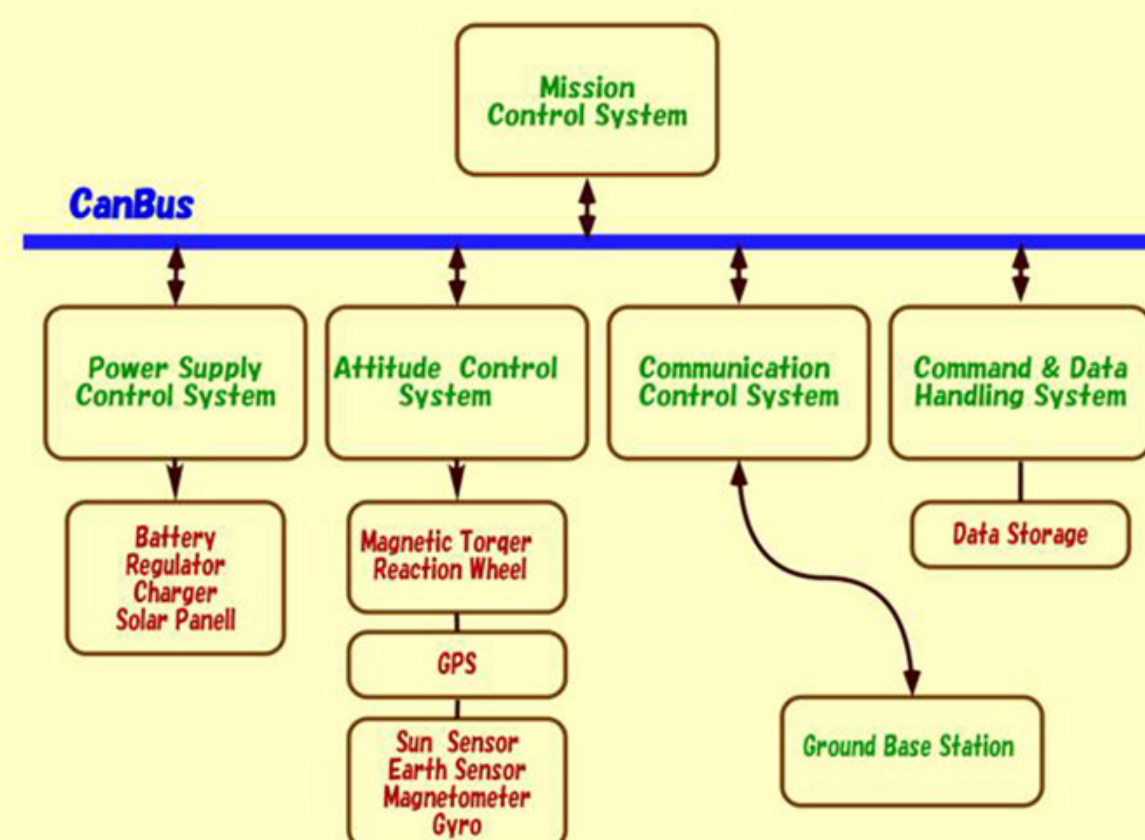 Mission
Control System
CanBus
Power Supply
Control System
Attitude Control
System
Communication
Control System
Command & Data
Handling System
Battery
Regulator
Charger
Solar Panell
Magnetic Torqer
Reaction Wheel
GPS
Sun Sensor
Earth Sensor
Magnetometer
Gyro
Data Storage
Ground Base Station